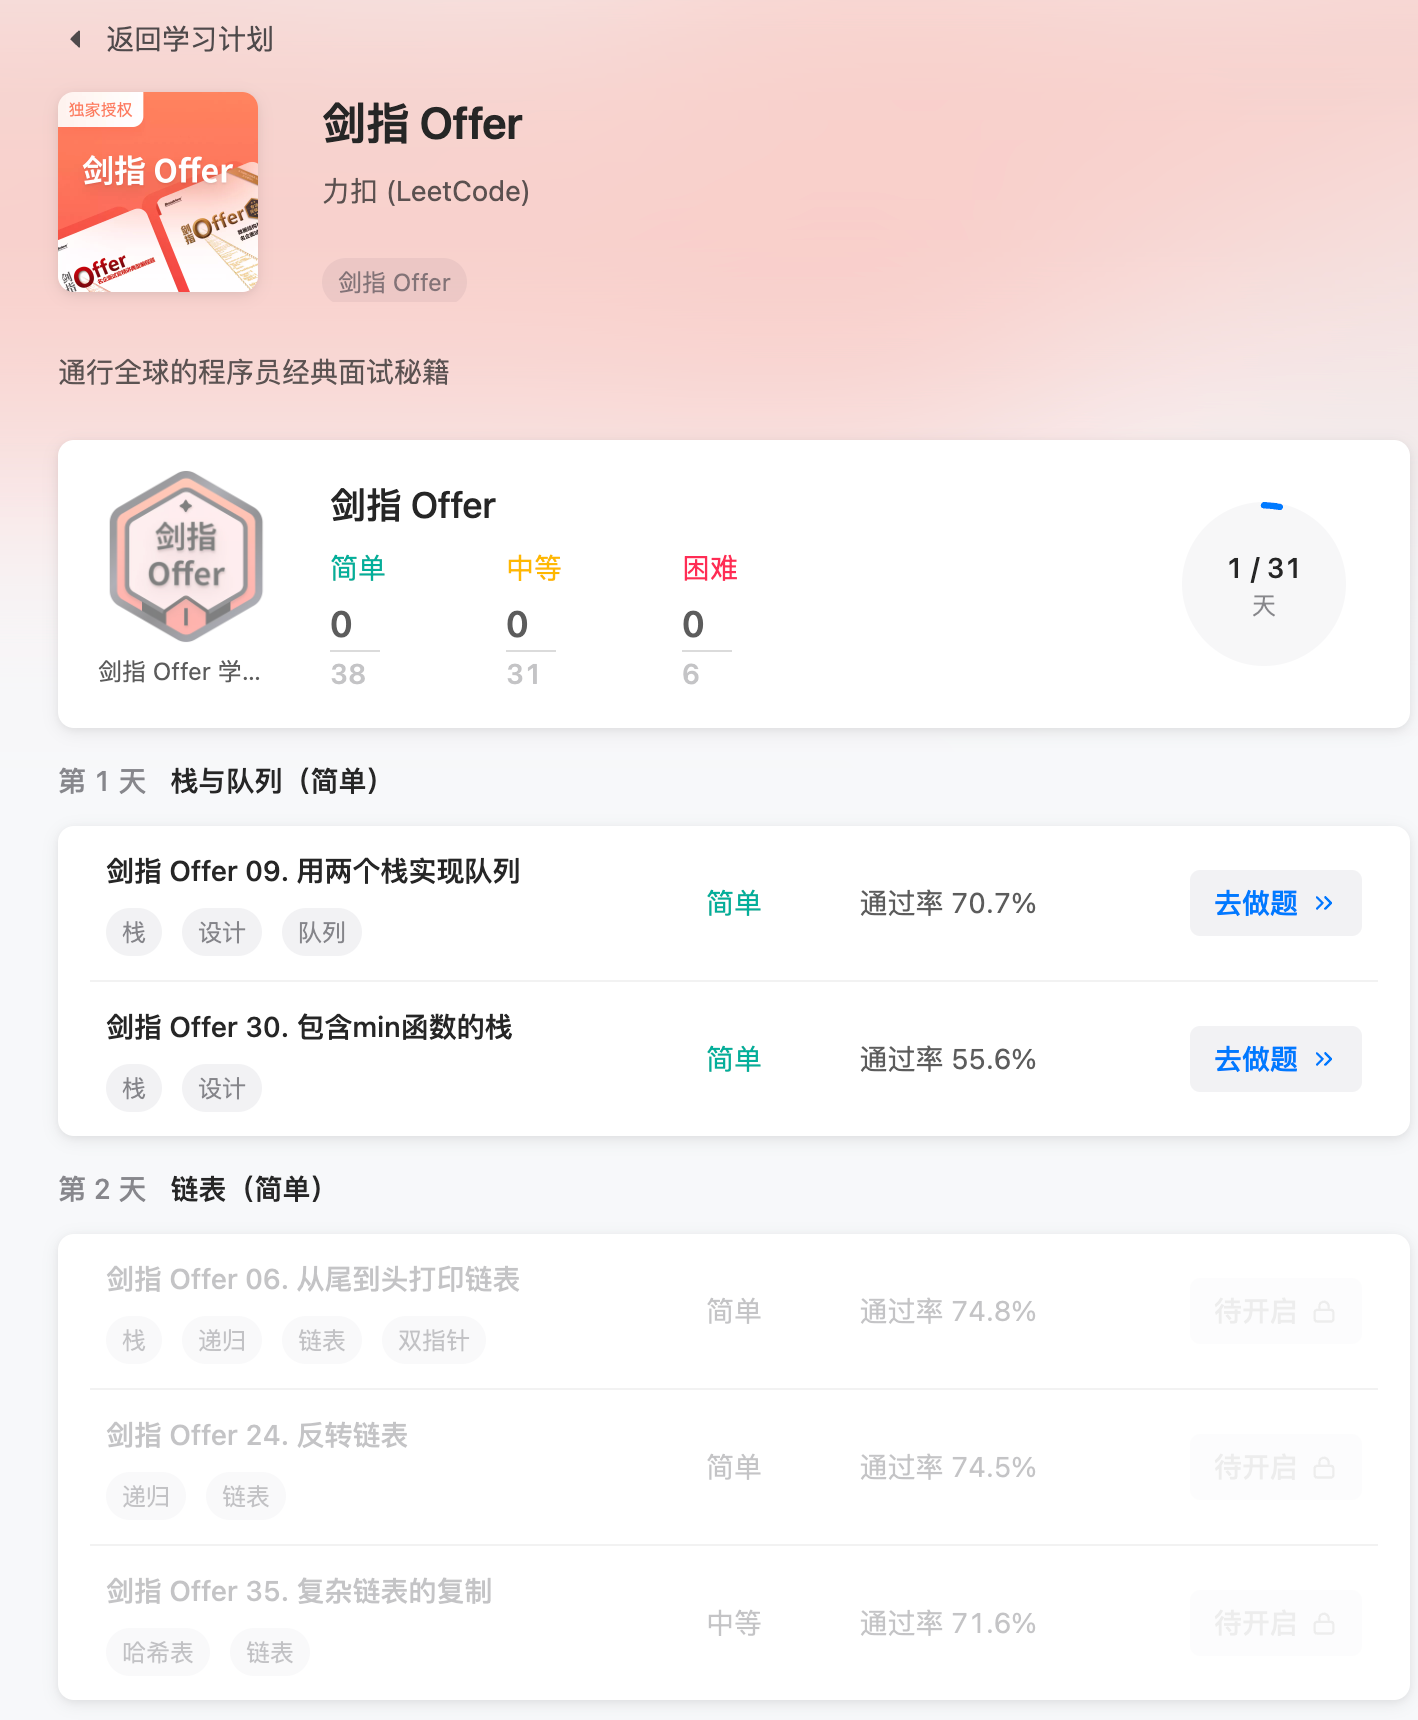 返回学习计划
独家授权
剑指 Offer
剑指 Offer
剑指 Offer
剑指 Offer
力扣 (LeetCode)
剑指 Offer
通行全球的程序员经典面试秘籍
剑指
Offer
I
剑指 Offer 学...
剑指 Offer
简单 中等 困难
0 0 0
38 31 6
1 / 31
天
第 1 天 栈与队列（简单）
剑指 Offer 09. 用两个栈实现队列
栈 设计 队列
简单 通过率 70.7% 去做题
剑指 Offer 30. 包含min函数的栈
栈 设计
简单 通过率 55.6% 去做题
第 2 天 链表（简单）
剑指 Offer 06. 从尾到头打印链表
栈 递归 链表 双指针
简单 通过率 74.8% 待开启
剑指 Offer 24. 反转链表
递归 链表
简单 通过率 74.5% 待开启
剑指 Offer 35. 复杂链表的复制
哈希表 链表
中等 通过率 71.6% 待开启